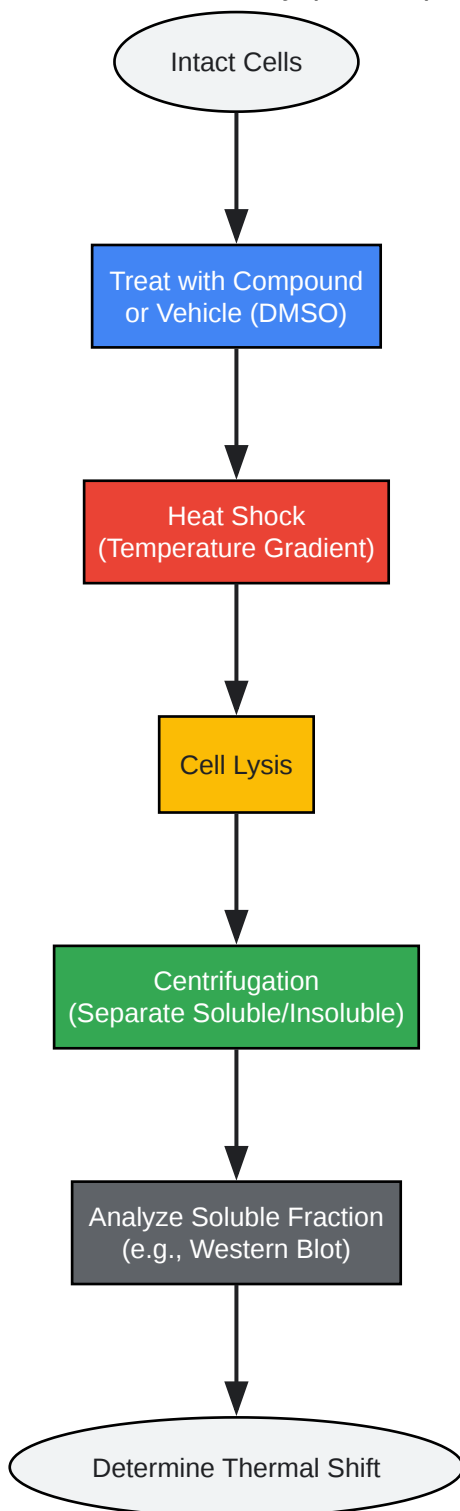 Intact Cells
Treat with Compound
or Vehicle (DMSO)
Heat Shock
(Temperature Gradient)
Cell Lysis
Centrifugation
(Separate Soluble/Insoluble)
Analyze Soluble Fraction
(e.g., Western Blot)
Determine Thermal Shift